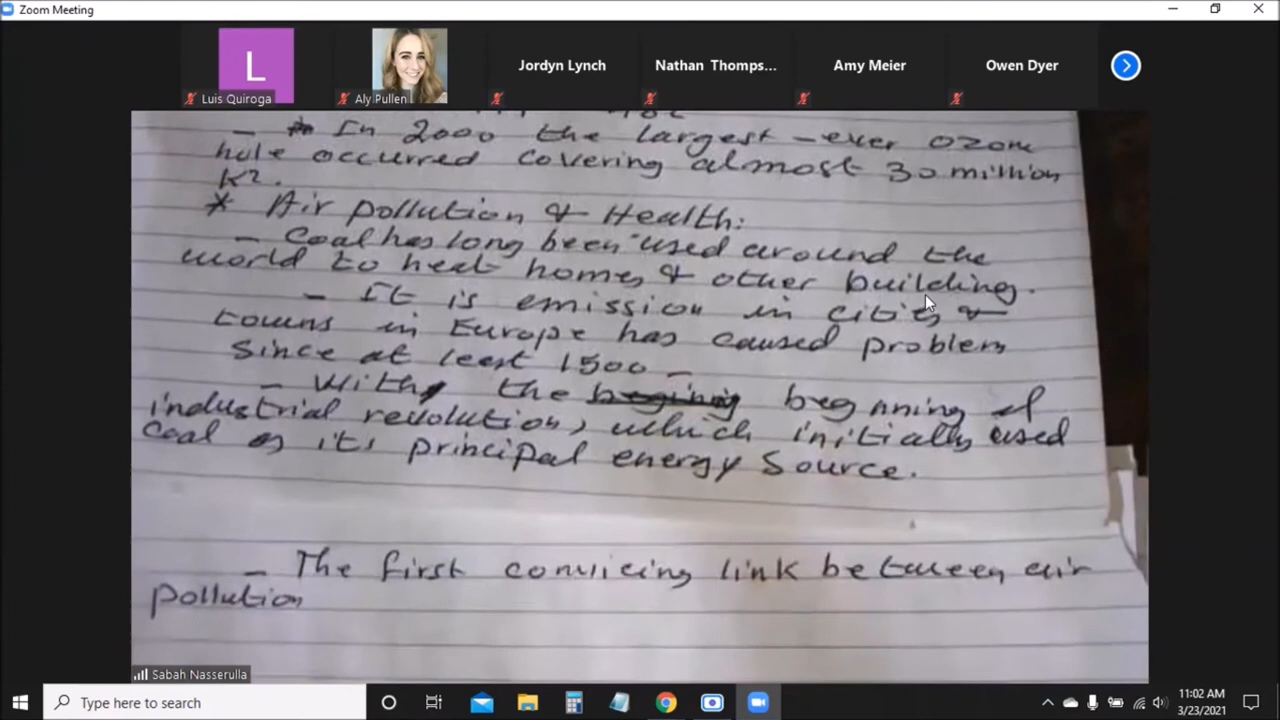 Zoom Meeting
L
Luis Quiroga
Aly Pullen
Jordyn Lynch
Nathan Thomps...
Amy Meier
Owen Dyer
- In 2000 the largest-ever ozone
hole occurred covering almost 30 million
K².
* Air pollution & Health:
- Coal has long been used around the
world to heat homes & other building.
- It is emission in cities &
towns in Europe has caused problem
since at least 1500 -
- With the beginning of
industrial revolution, which initially used
coal as its principal energy source.
- The first convicing link between air
pollution
Sabah Nasserulla
Type here to search
11:02 AM
3/23/2021